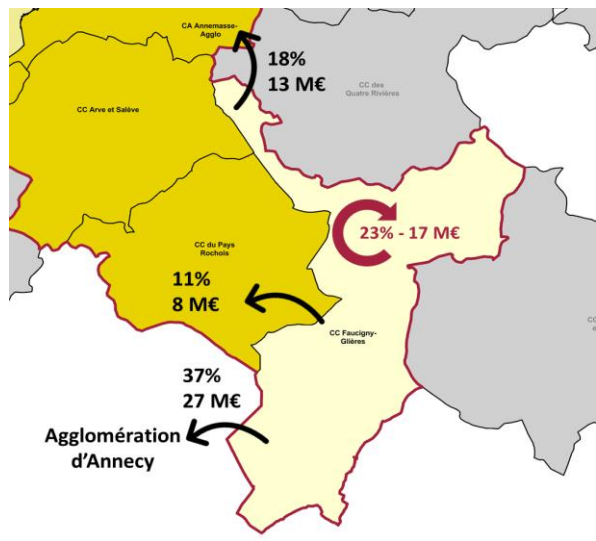 CA Annemasse-
Agglo
18%
13 M€
CC des
Quatre Rivières
CC Arve et Salève
23% - 17 M€
CC du Pays
Rochois
11%
8 M€
CC Faucigny-
Glières
CC
e
37%
27 M€
Agglomération
d'Annecy